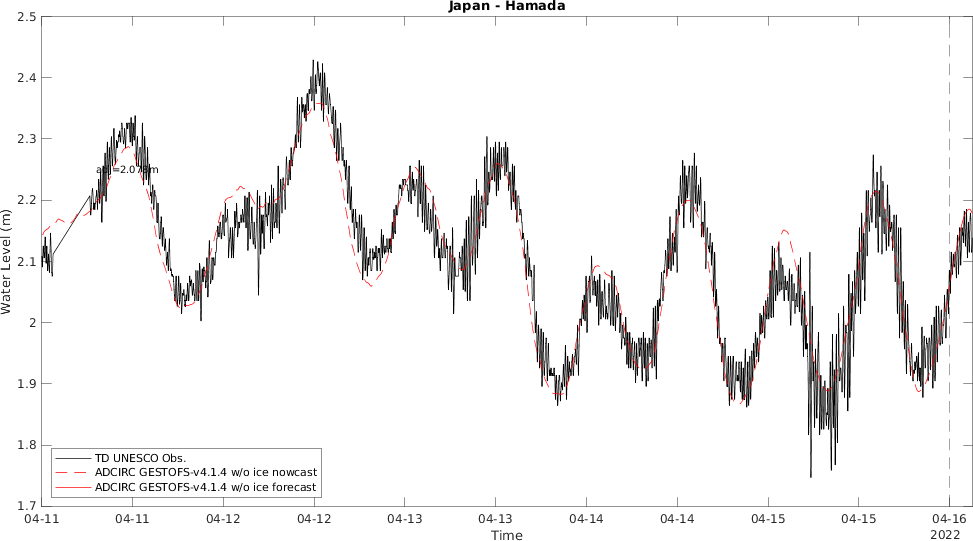 Japan - Hamada
2.5
2.4
2.3
2.2
2.1
2
1.9
1.8
1.7
Water Level (m)
TD UNESCO Obs.
ADCIRC GESTOFS-v4.1.4 w/o ice nowcast
ADCIRC GESTOFS-v4.1.4 w/o ice forecast
04-11 04-11 04-12 04-12 04-13 04-13 04-14 04-14 04-15 04-15 04-16
Time
2022